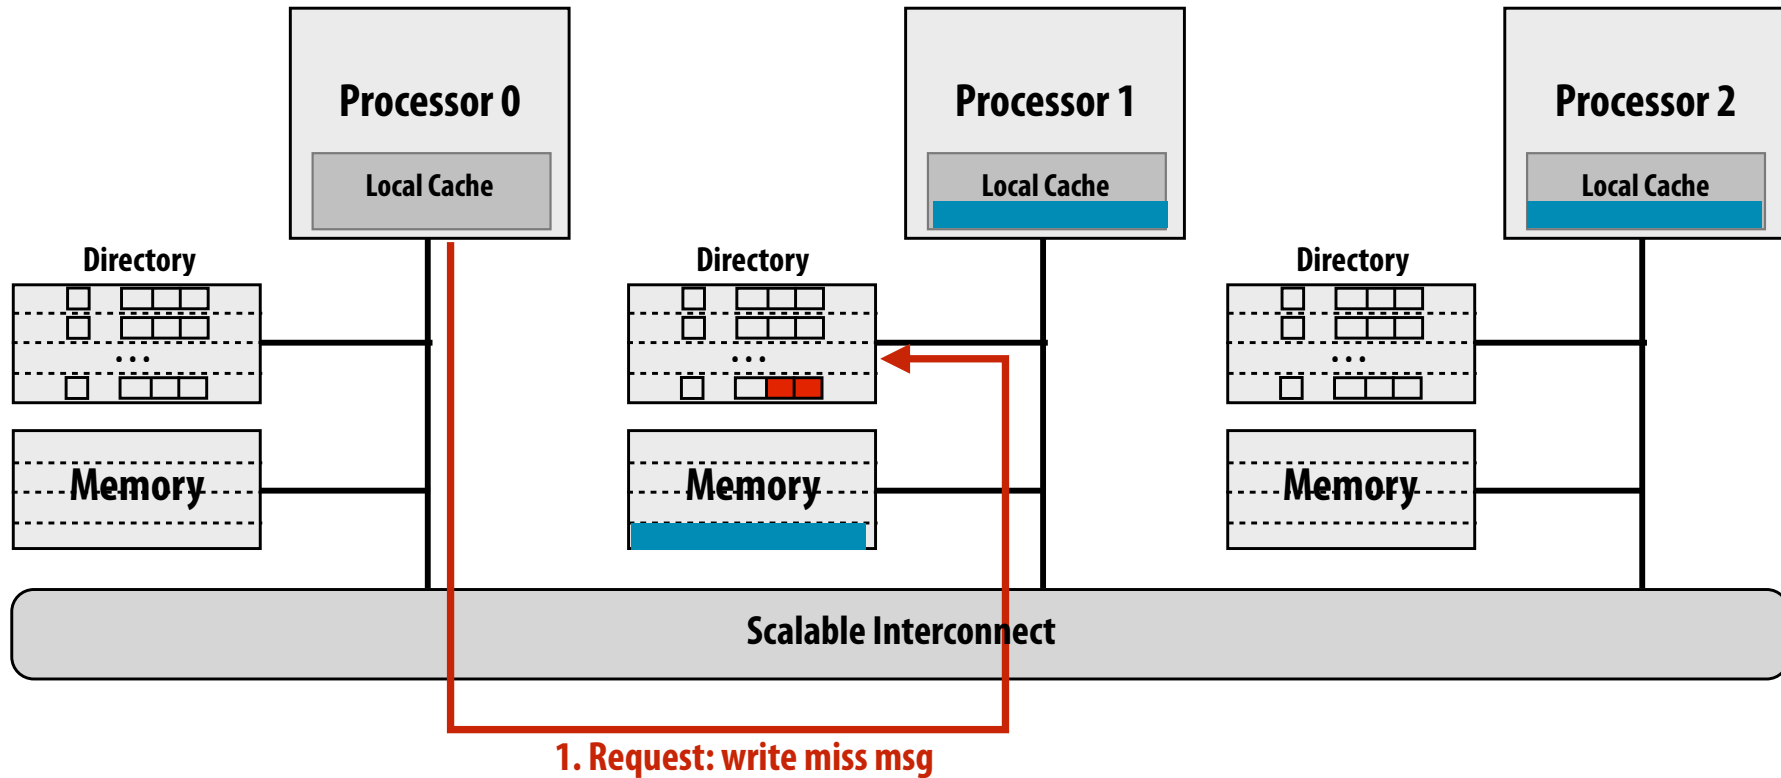 Processor 0
Processor 1
Processor 2
Local Cache
Local Cache
Local Cache
Directory
Directory
Directory
...
...
...
Memory
Memory
Memory
Scalable Interconnect
1. Request: write miss msg